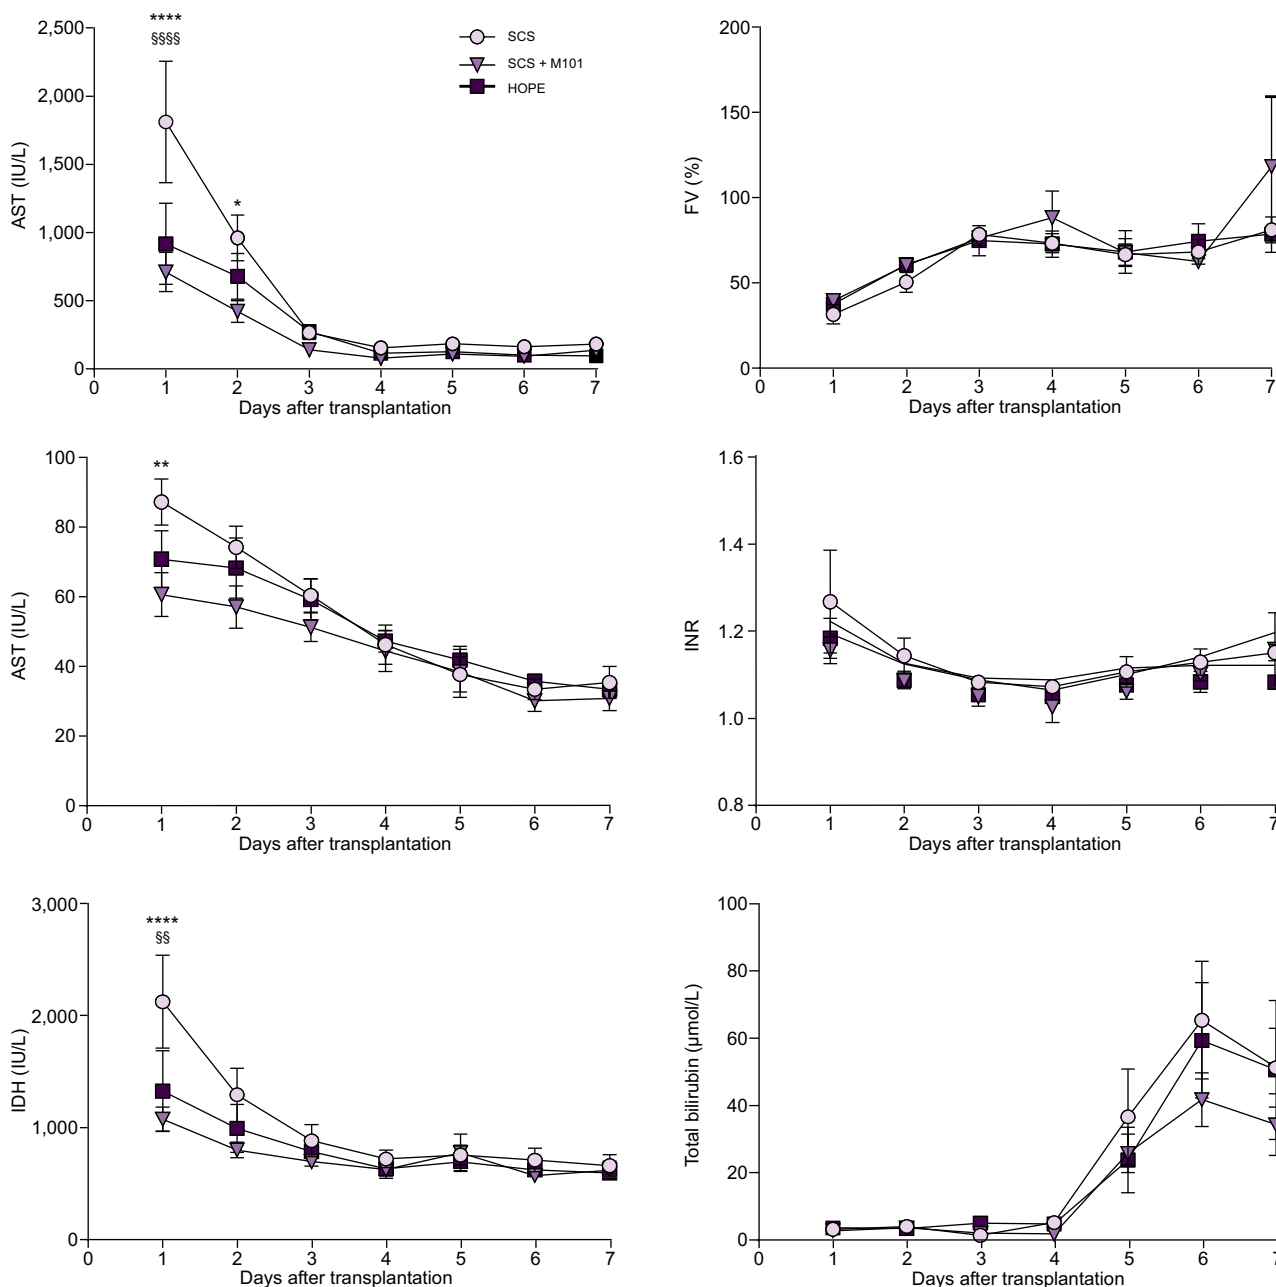 ****
§§§§
*
2,500
2,000
1,500
1,000
500
0
AST (IU/L)
0 1 2 3 4 5 6 7
Days after transplantation
SCS
SCS + M101
HOPE
200
150
100
50
0
FV (%)
0 1 2 3 4 5 6 7
Days after transplantation
**
100
80
60
40
20
0
AST (IU/L)
0 1 2 3 4 5 6 7
Days after transplantation
1.6
1.4
1.2
1.0
0.8
INR
0 1 2 3 4 5 6 7
Days after transplantation
****
§§
3,000
2,000
1,000
0
IDH (IU/L)
0 1 2 3 4 5 6 7
Days after transplantation
100
80
60
40
20
0
Total bilirubin (µmol/L)
0 1 2 3 4 5 6 7
Days after transplantation